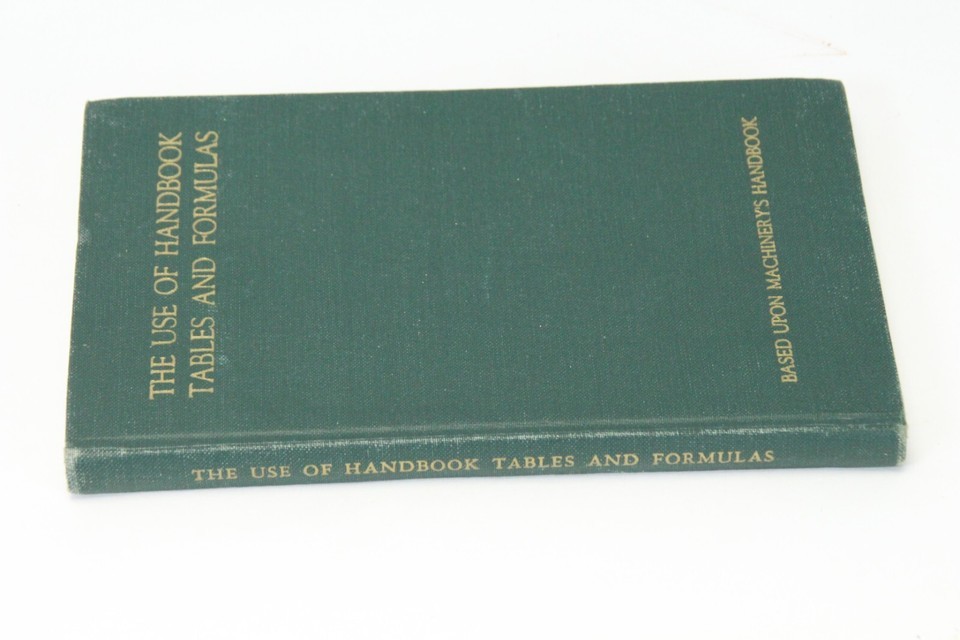 THE USE OF HANDBOOK
TABLES AND FORMULAS
BASED UPON MACHINERY'S HANDBOOK
THE USE OF HANDBOOK TABLES AND FORMULAS